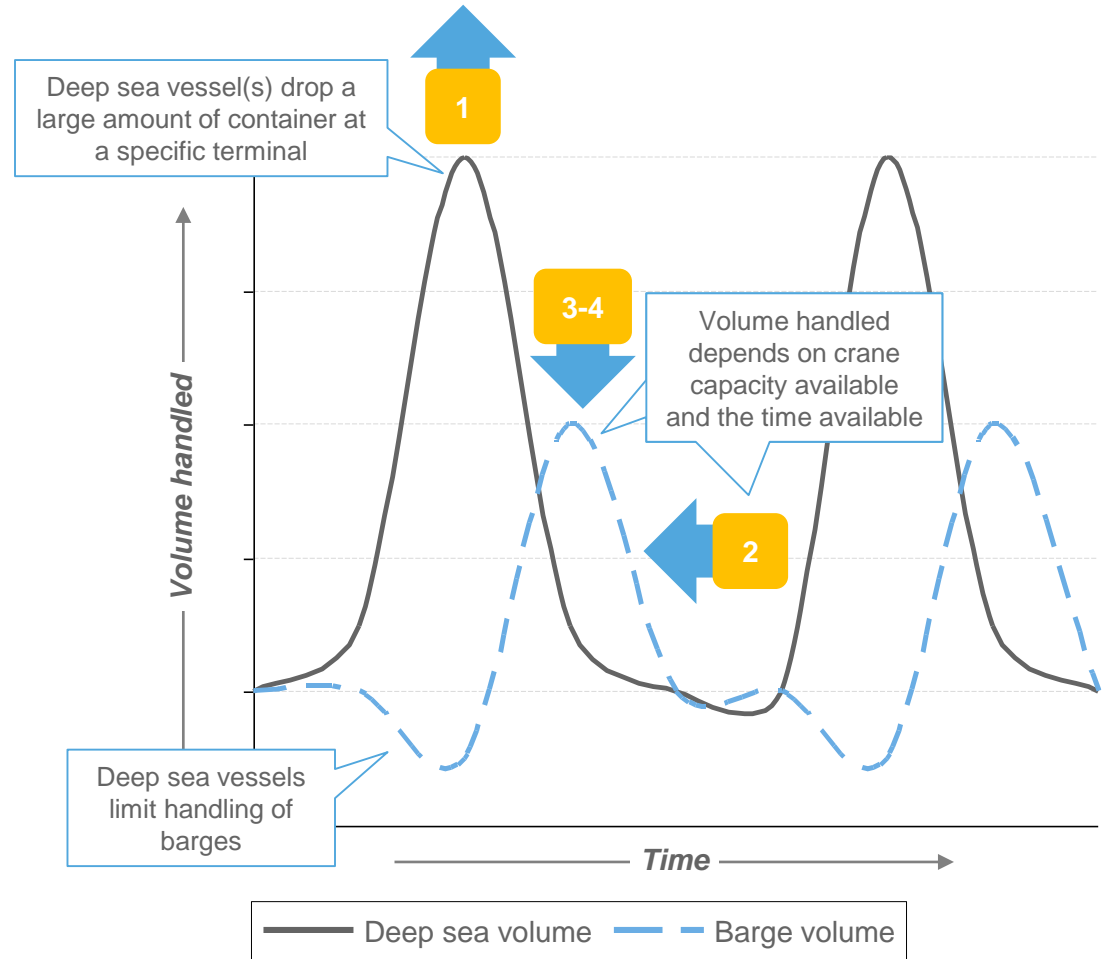 Deep sea vessel(s) drop a
large amount of container at
a specific terminal
1
3-4
Volume handled
depends on crane
capacity available
and the time available
2
Volume handled
Deep sea vessels
limit handling of
barges
Time
Deep sea volume
Barge volume